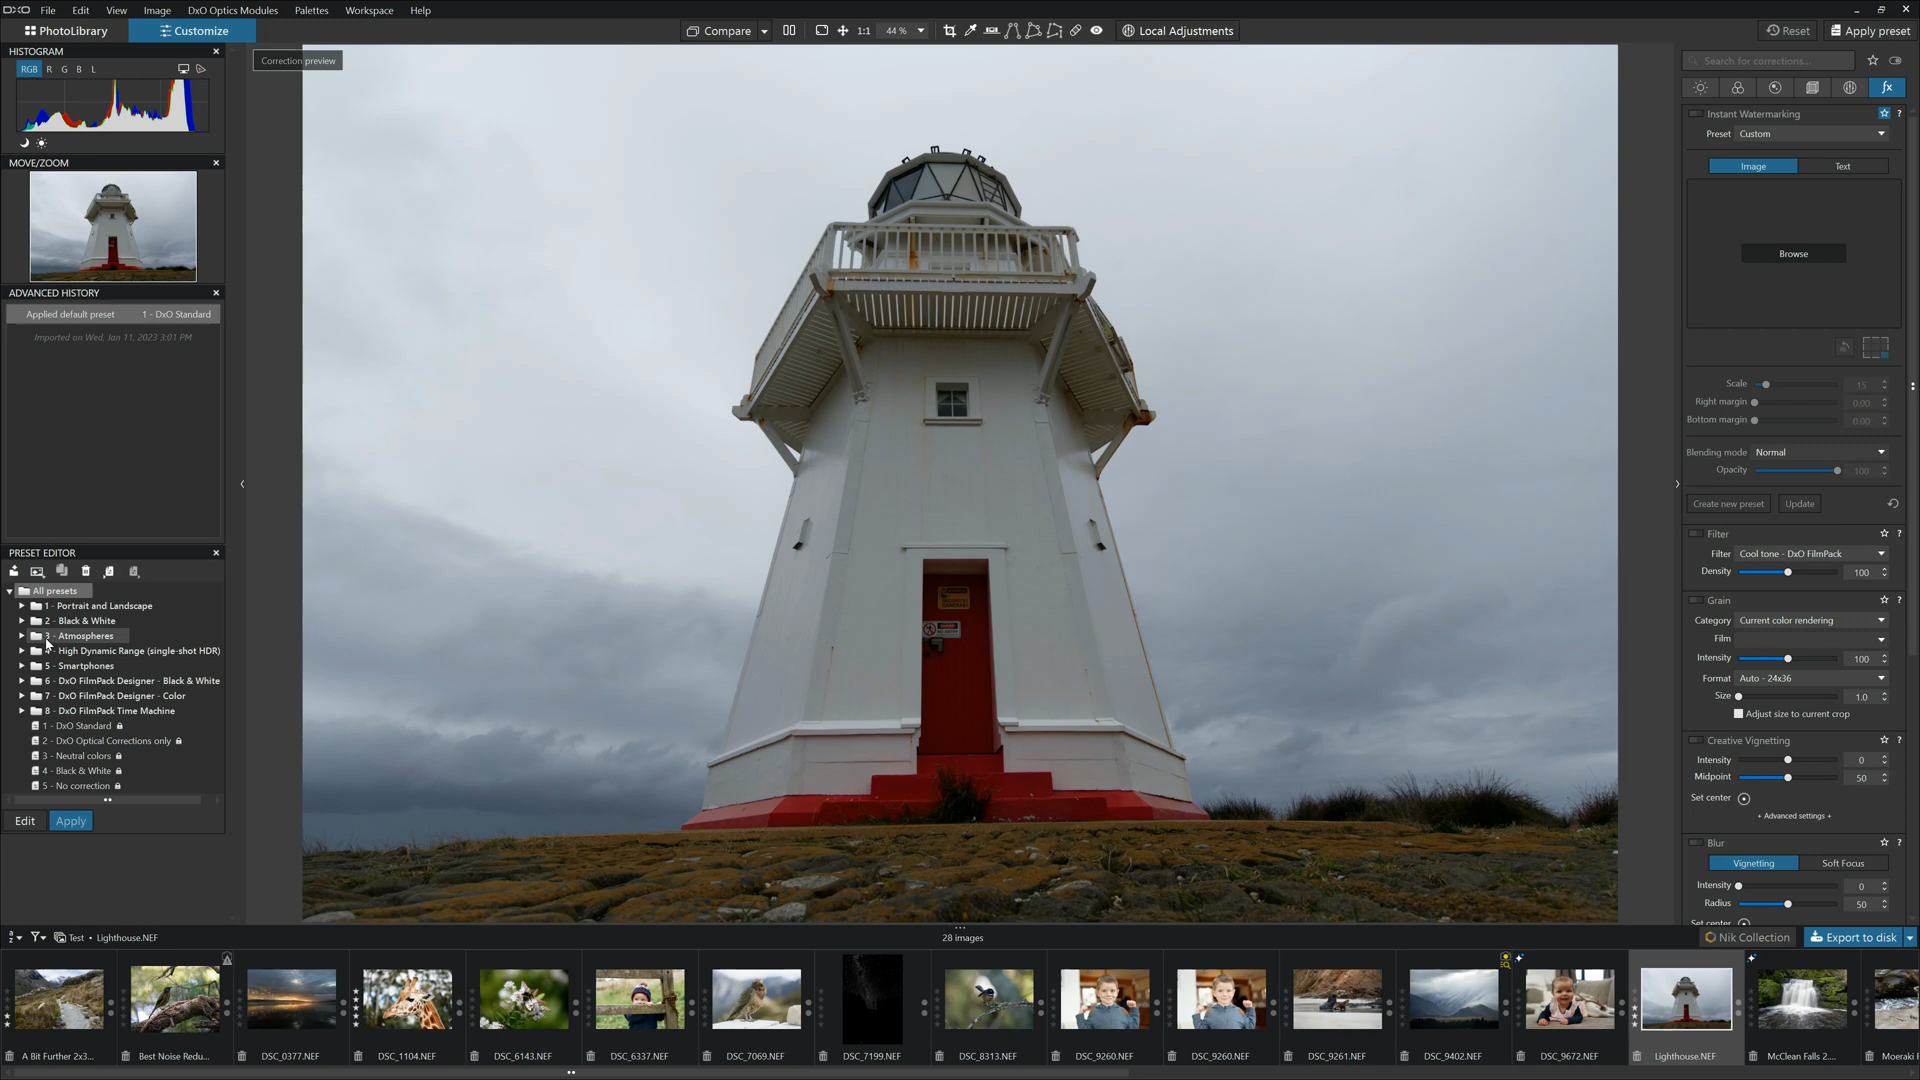 DXO File Edit View Image DxO Optics Modules Palettes Workspace Help
PhotoLibrary Customize Compare 1:1 44 % Local Adjustments Reset Apply preset
HISTOGRAM
RGB R G B L
MOVE/ZOOM
ADVANCED HISTORY
Applied default preset 1 - DxO Standard
Imported on Wed, Jan 11, 2023 3:01 PM
PRESET EDITOR
All presets
1 - Portrait and Landscape
2 - Black & White
3 - Atmospheres
4 - High Dynamic Range (single-shot HDR)
5 - Smartphones
6 - DxO FilmPack Designer - Black & White
7 - DxO FilmPack Designer - Color
8 - DxO FilmPack Time Machine
1 - DxO Standard
2 - DxO Optical Corrections only
3 - Neutral colors
4 - Black & White
5 - No correction
Edit Apply
Correction preview
Search for corrections...
fx
Instant Watermarking ?
Preset Custom
Image Text
Browse
Scale 15
Right margin 0.00
Bottom margin 0.00
Blending mode Normal
Opacity 100
Create new preset Update
Filter ?
Filter Cool tone - DxO FilmPack
Density 100
Grain ?
Category Current color rendering
Film
Intensity 100
Format Auto - 24x36
Size 1.0
Adjust size to current crop
Creative Vignetting ?
Intensity 0
Midpoint 50
Set center
+ Advanced settings +
Blur ?
Vignetting Soft Focus
Intensity 0
Radius 50
Set center
Test • Lighthouse.NEF 28 images Nik Collection Export to disk
A Bit Further 2x3... Best Noise Redu... DSC_0377.NEF DSC_1104.NEF DSC_6143.NEF DSC_6337.NEF DSC_7069.NEF DSC_7199.NEF DSC_8313.NEF DSC_9260.NEF DSC_9260.NEF DSC_9261.NEF DSC_9402.NEF DSC_9672.NEF Lighthouse.NEF McClean Falls 2.... Moeraki